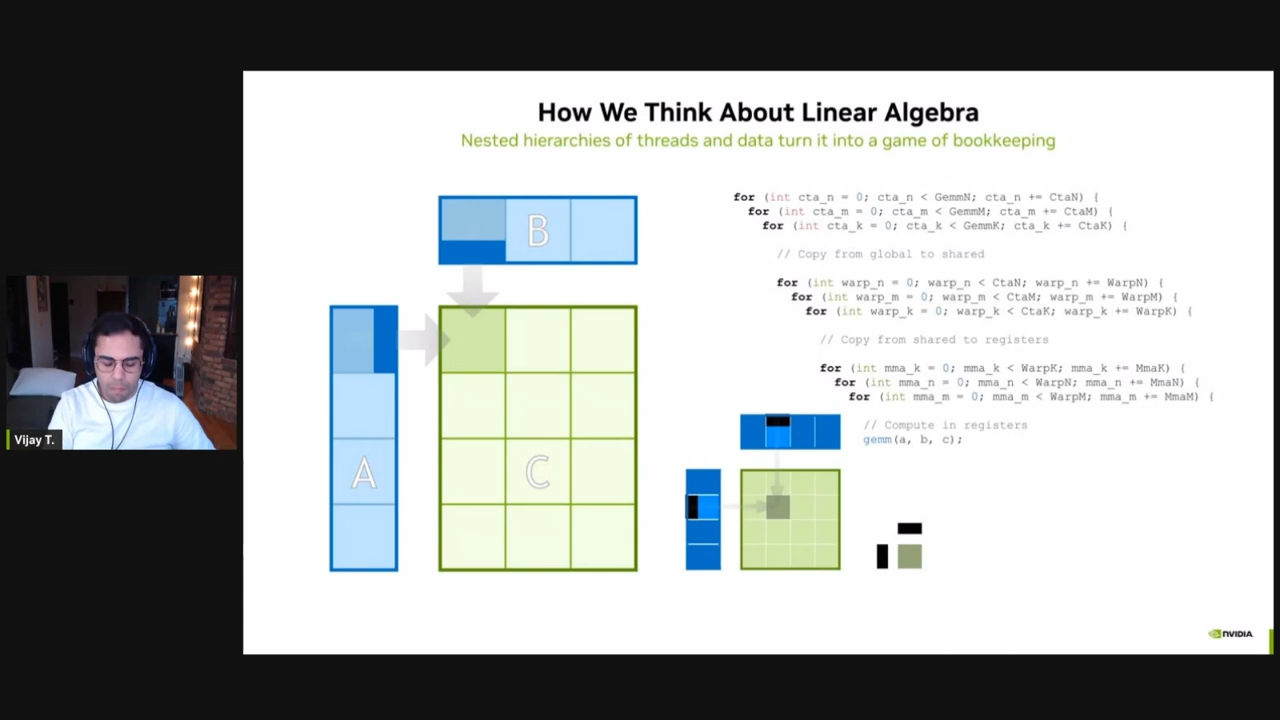 How We Think About Linear Algebra
Nested hierarchies of threads and data turn it into a game of bookkeeping
B
A
C
for (int cta_n = 0; cta_n < GemmN; cta_n += CtaN) {
for (int cta_m = 0; cta_m < GemmM; cta_m += CtaM) {
for (int cta_k = 0; cta_k < GemmK; cta_k += CtaK) {
// Copy from global to shared
for (int warp_n = 0; warp_n < CtaN; warp_n += WarpN) {
for (int warp_m = 0; warp_m < CtaM; warp_m += WarpM) {
for (int warp_k = 0; warp_k < CtaK; warp_k += WarpK) {
// Copy from shared to registers
for (int mma_k = 0; mma_k < WarpK; mma_k += MmaK) {
for (int mma_n = 0; mma_n < WarpN; mma_n += MmaN) {
for (int mma_m = 0; mma_m < WarpM; mma_m += MmaM) {
// Compute in registers
gemm(a, b, c);
Vijay T.
NVIDIA